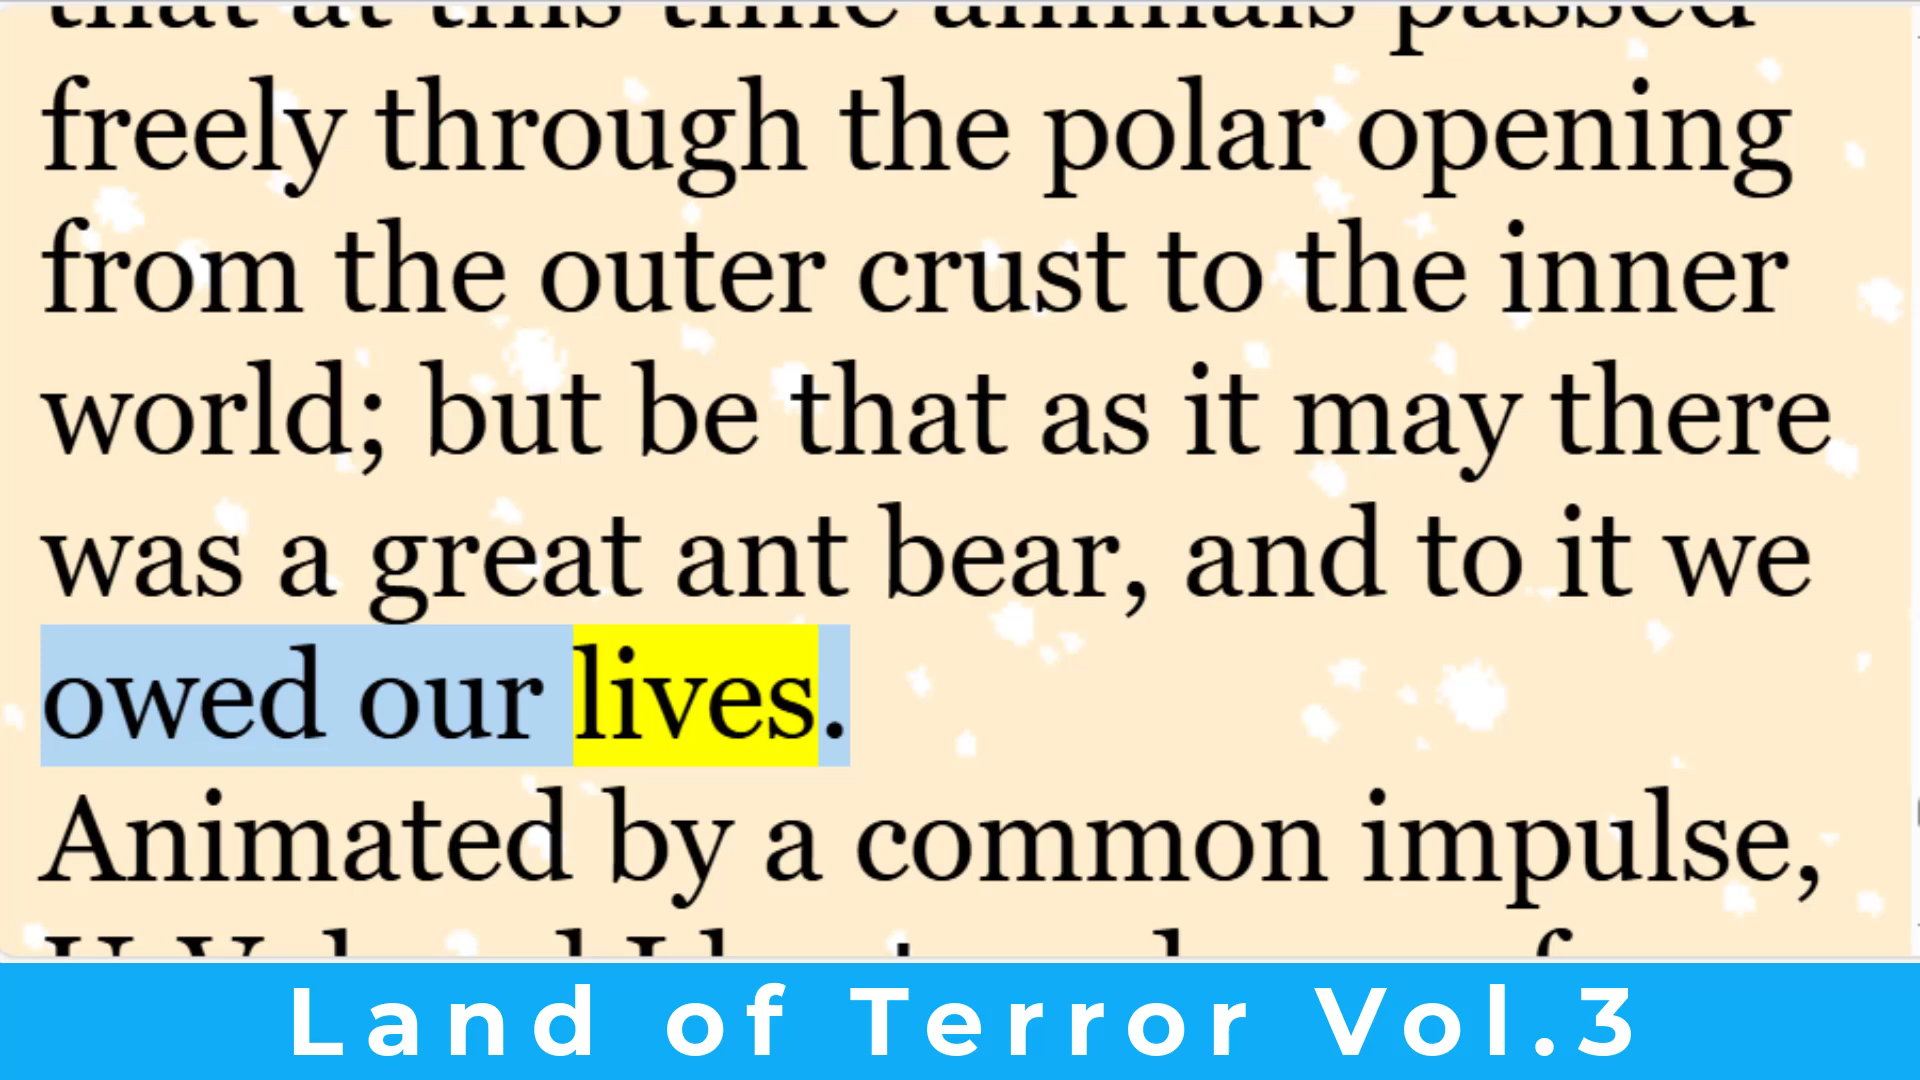 that at this time animals passed
freely through the polar opening
from the outer crust to the inner
world; but be that as it may there
was a great ant bear, and to it we
owed our lives.
Animated by a common impulse,
Land of Terror Vol.3